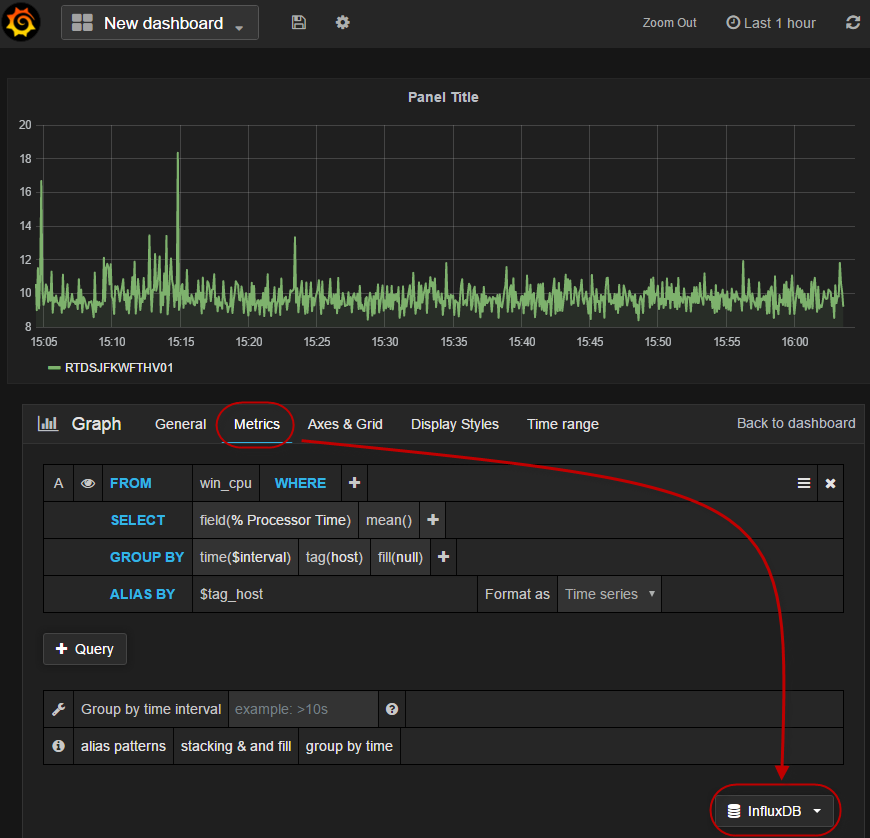 New dashboard
Zoom Out
Last 1 hour
Panel Title
20
18
16
14
12
10
8
15:05 15:10 15:15 15:20 15:25 15:30 15:35 15:40 15:45 15:50 15:55 16:00
RTDSJFKWFTHV01
Graph General Metrics Axes & Grid Display Styles Time range Back to dashboard
A FROM win_cpu WHERE +
SELECT field(% Processor Time) mean() +
GROUP BY time($interval) tag(host) fill(null) +
ALIAS BY $tag_host Format as Time series
+ Query
Group by time interval example: >10s
alias patterns stacking & and fill group by time
InfluxDB